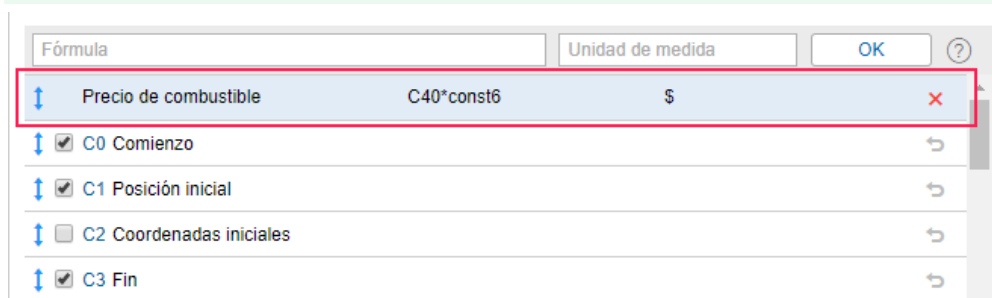 Fórmula Unidad de medida OK ?
Precio de combustible C40*const6 $
C0 Comienzo
C1 Posición inicial
C2 Coordenadas iniciales
C3 Fin